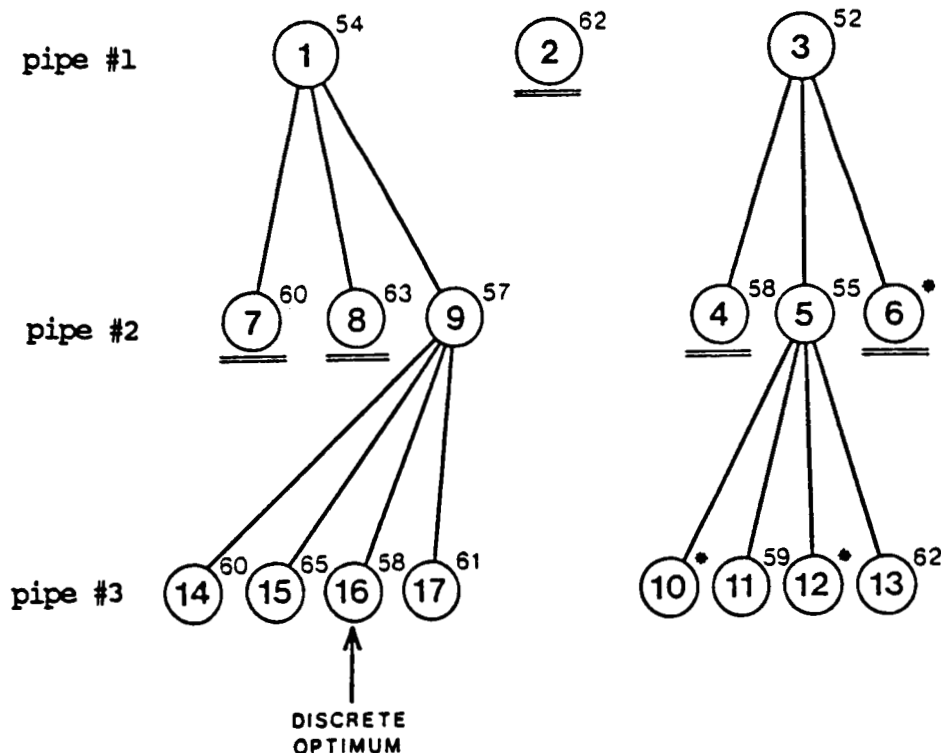 pipe #1 1 54 2 62 3 52
pipe #2 7 60 8 63 9 57 4 58 5 55 6 *
pipe #3 14 60 15 65 16 58 17 61 10 * 11 59 12 * 13 62
DISCRETE
OPTIMUM